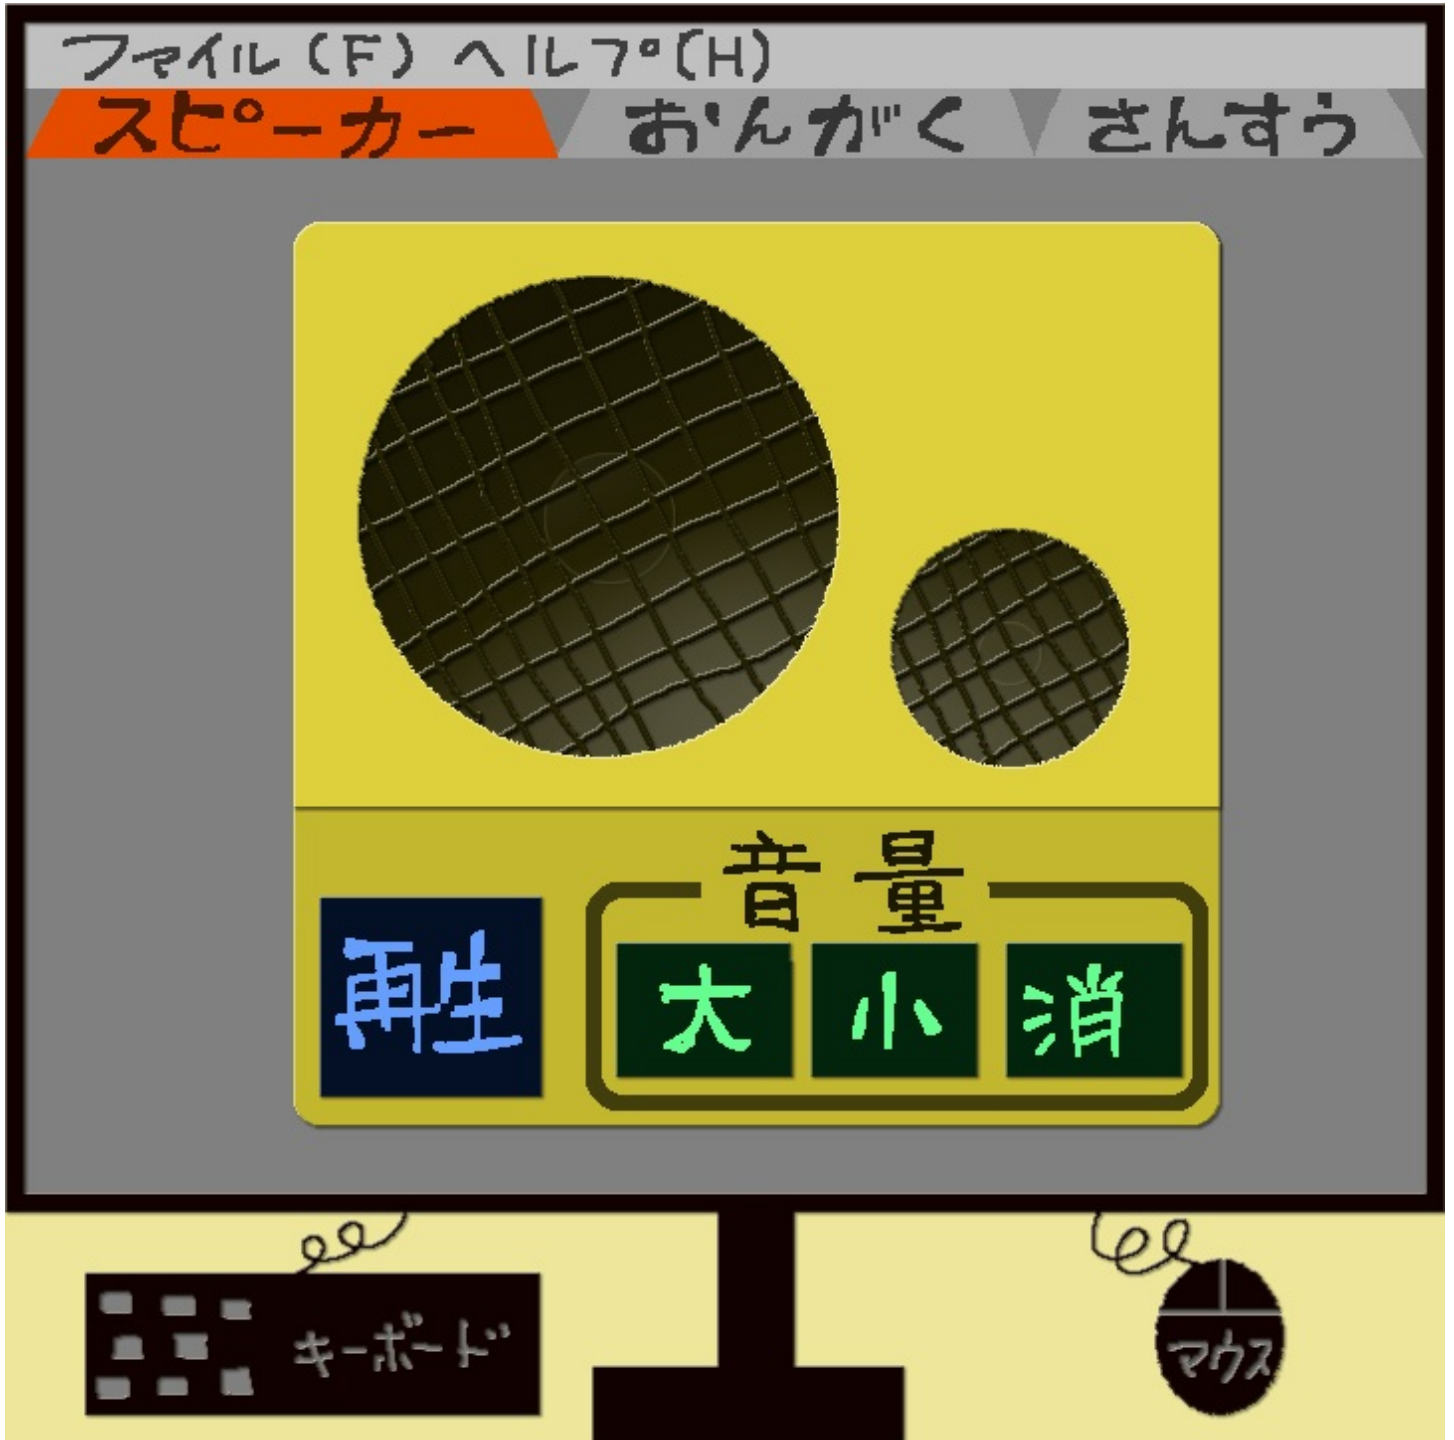 ファイル(F) ヘルプ(H)
スピーカー おんがく さんすう
音量
再生 大 小 消
キーボード マウス